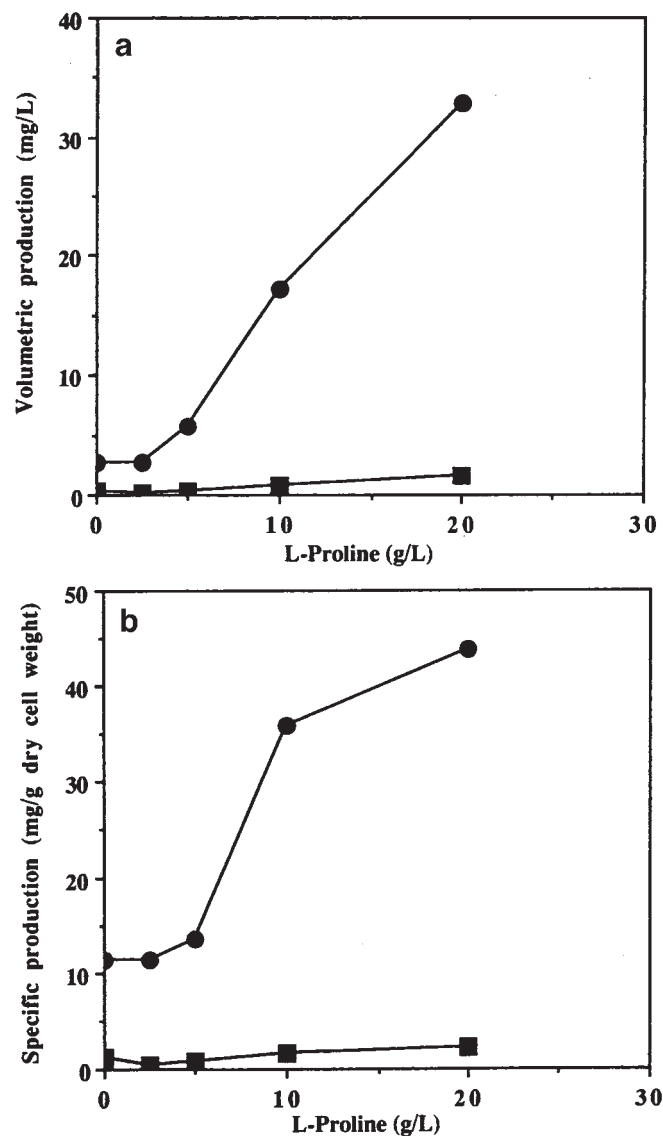 a
Volumetric production (mg/L)
40
30
20
10
0
0 10 20 30
L-Proline (g/L)
b
Specific production (mg/g dry cell weight)
50
40
30
20
10
0
0 10 20 30
L-Proline (g/L)